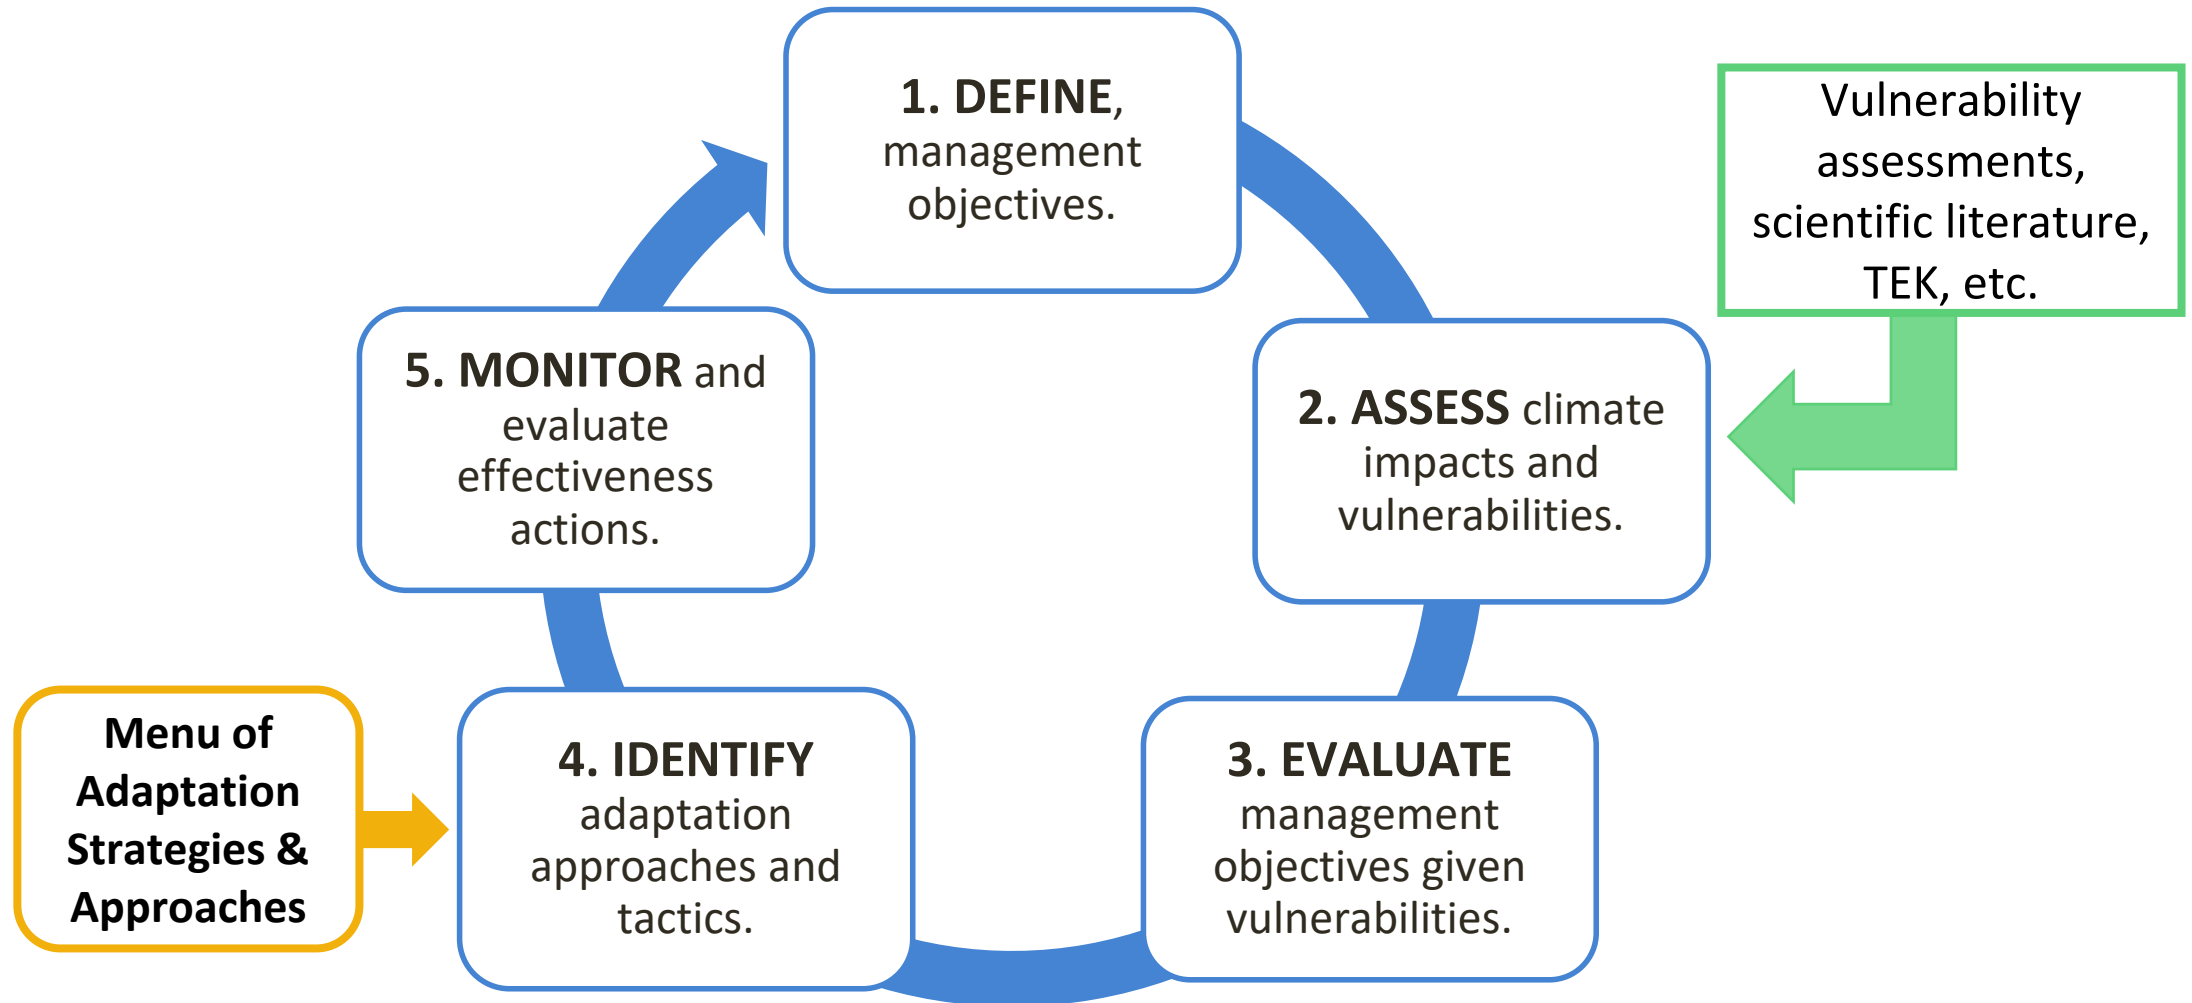 1. DEFINE,
management
objectives.
Vulnerability
assessments,
scientific literature,
TEK, etc.
2. ASSESS climate
impacts and
vulnerabilities.
3. EVALUATE
management
objectives given
vulnerabilities.
4. IDENTIFY
adaptation
approaches and
tactics.
Menu of
Adaptation
Strategies &
Approaches
5. MONITOR and
evaluate
effectiveness
actions.